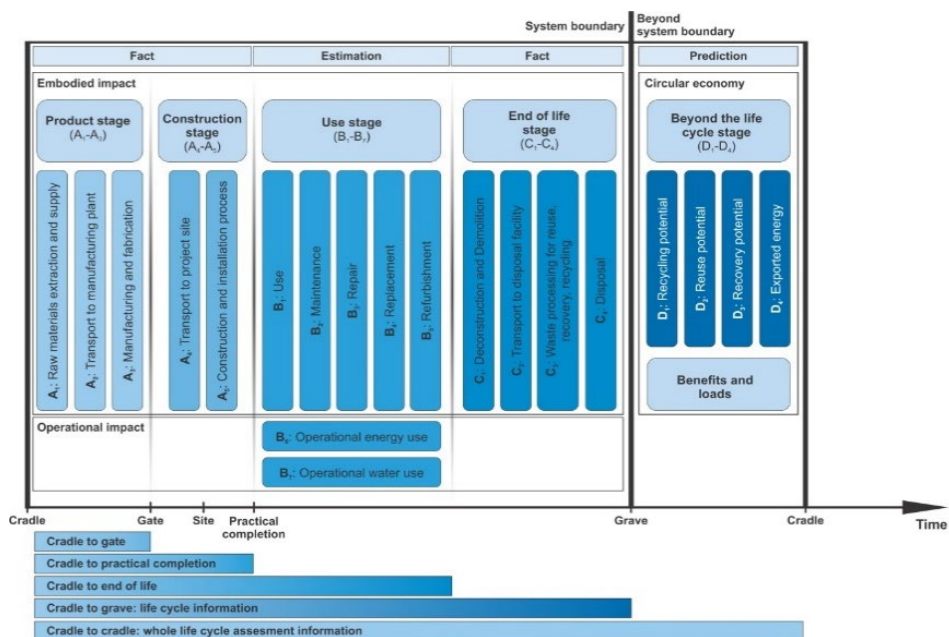 System boundary
Beyond
system boundary
Fact
Estimation
Fact
Prediction
Embodied impact
Circular economy
Product stage
(A₁-A₃)
Construction
stage
(A₄-A₅)
Use stage
(B₁-B₇)
End of life
stage
(C₁-C₄)
Beyond the life
cycle stage
(D₁-D₄)
A₁: Raw materials extraction and supply
A₂: Transport to manufacturing plant
A₃: Manufacturing and fabrication
A₄: Transport to project site
A₅: Construction and installation process
B₁: Use
B₂: Maintenance
B₃: Repair
B₄: Replacement
B₅: Refurbishment
C₁: Deconstruction and Demolition
C₂: Transport to disposal facility
C₃: Waste processing for reuse,
recovery, recycling
C₄: Disposal
D₁: Recycling potential
D₂: Reuse potential
D₃: Recovery potential
D₄: Exported energy
Benefits and
loads
Operational impact
B₆: Operational energy use
B₇: Operational water use
Cradle
Gate
Site
Practical
completion
Grave
Cradle
Time
Cradle to gate
Cradle to practical completion
Cradle to end of life
Cradle to grave: life cycle information
Cradle to cradle: whole life cycle assesment information